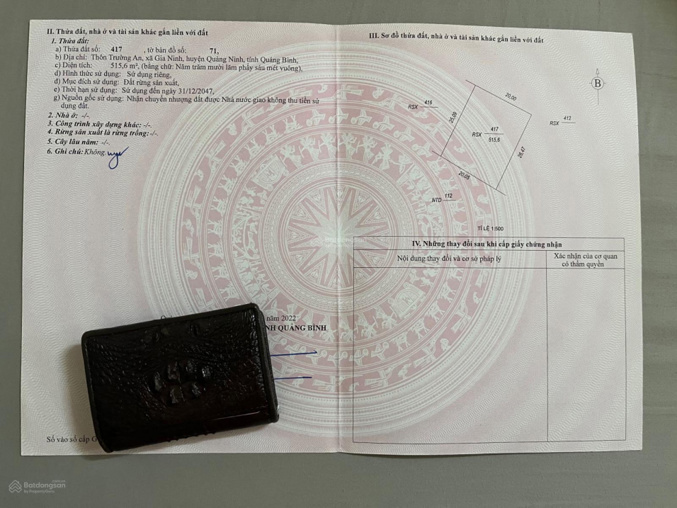 II. Thửa đất, nhà ở và tài sản khác gắn liền với đất
1. Thửa đất:
a) Thửa đất số: 417, tờ bản đồ số: 71,
b) Địa chỉ: Thôn Trường An, xã Gia Ninh, huyện Quảng Ninh, tỉnh Quảng Bình,
c) Diện tích: 515,6 m², (bằng chữ: Năm trăm mười lăm phẩy sáu mét vuông),
d) Hình thức sử dụng: Sử dụng riêng,
đ) Mục đích sử dụng: Đất rừng sản xuất,
e) Thời hạn sử dụng: Sử dụng đến ngày 31/12/2047,
g) Nguồn gốc sử dụng: Nhận chuyển nhượng đất được Nhà nước giao không thu tiền sử
dụng đất.
2. Nhà ở: -/-.
3. Công trình xây dựng khác: -/-.
4. Rừng sản xuất là rừng trồng: -/-.
5. Cây lâu năm: -/-.
6. Ghi chú: Không.
năm 2022
NH QUẢNG BÌNH
Số vào sổ cấp G
III. Sơ đồ thửa đất, nhà ở và tài sản khác gắn liền với đất
B
20,00
RSX 416
RSX 412
RSX 417
515,6
20,08
NTD 112
TỈ LỆ 1:500
IV. Những thay đổi sau khi cấp giấy chứng nhận
Nội dung thay đổi và cơ sở pháp lý
Xác nhận của cơ quan
có thẩm quyền
Batdongsan